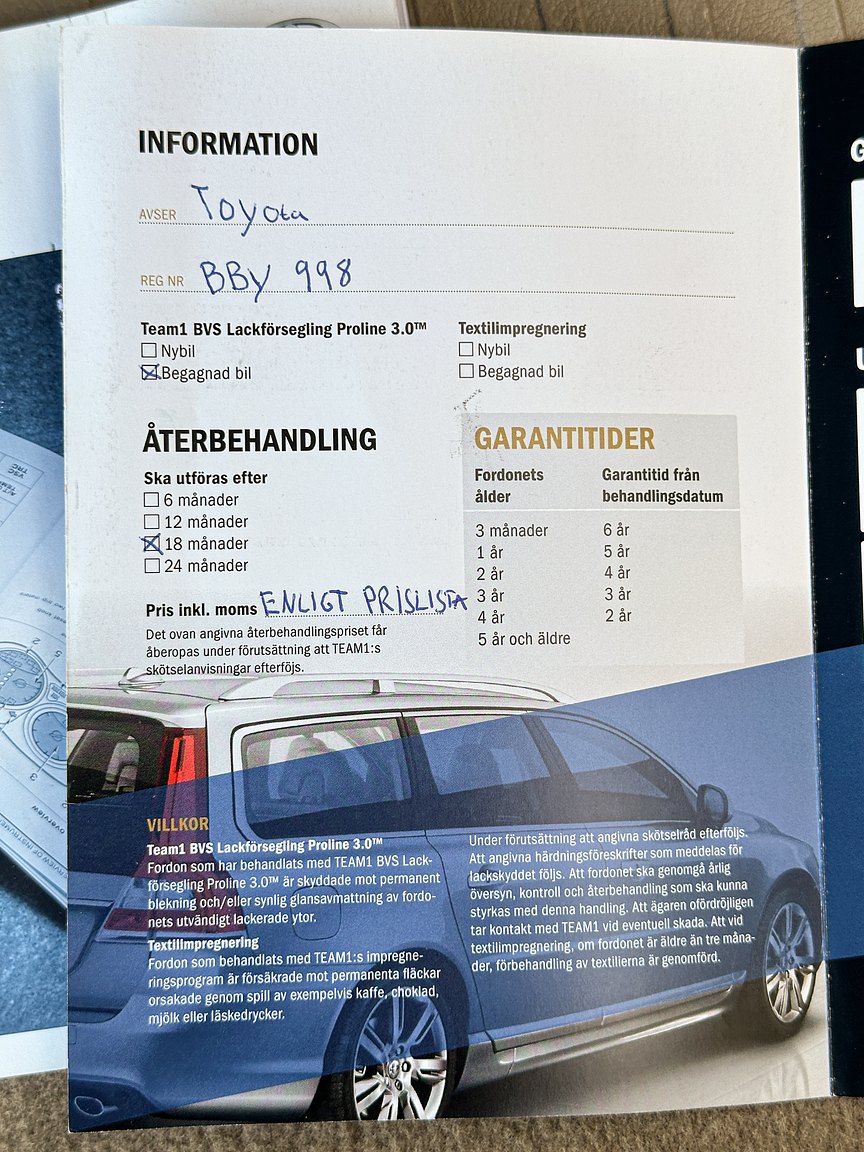 INFORMATION
AVSER Toyota
REG NR BBY 998
Team1 BVS Lackförsegling Proline 3.0™
Nybil
Begagnad bil
Textilimpregnering
Nybil
Begagnad bil
ÅTERBEHANDLING
Ska utföras efter
6 månader
12 månader
18 månader
24 månader
Pris inkl. moms ENLIGT PRISLISTA
Det ovan angivna återbehandlingspriset får
åberopas under förutsättning att TEAM1:s
skötselanvisningar efterföjs.
GARANTITIDER
Fordonets ålder
Garantitid från behandlingsdatum
3 månader 6 år
1 år 5 år
2 år 4 år
3 år 3 år
4 år 2 år
5 år och äldre
VILLKOR
Team1 BVS Lackförsegling Proline 3.0™
Fordon som har behandlats med TEAM1 BVS Lack-
försegling Proline 3.0™ är skyddade mot permanent
blekning och/eller synlig glansavmattning av fordo-
nets utvändigt lackerade ytor.
Textilimpregnering
Fordon som behandlats med TEAM1:s impregne-
ringsprogram är försäkrade mot permanenta fläckar
orsakade genom spill av exempelvis kaffe, choklad,
mjölk eller läskedrycker.
Under förutsättning att angivna skötselråd efterföljs.
Att angivna härdningsföreskrifter som meddelas för
lackskyddet följs. Att fordonet ska genomgå årlig
översyn, kontroll och återbehandling som ska kunna
styrkas med denna handling. Att ägaren ofördröjligen
tar kontakt med TEAM1 vid eventuell skada. Att vid
textilimpregnering, om fordonet är äldre än tre måna-
der, förbehandling av textilierna är genomförd.